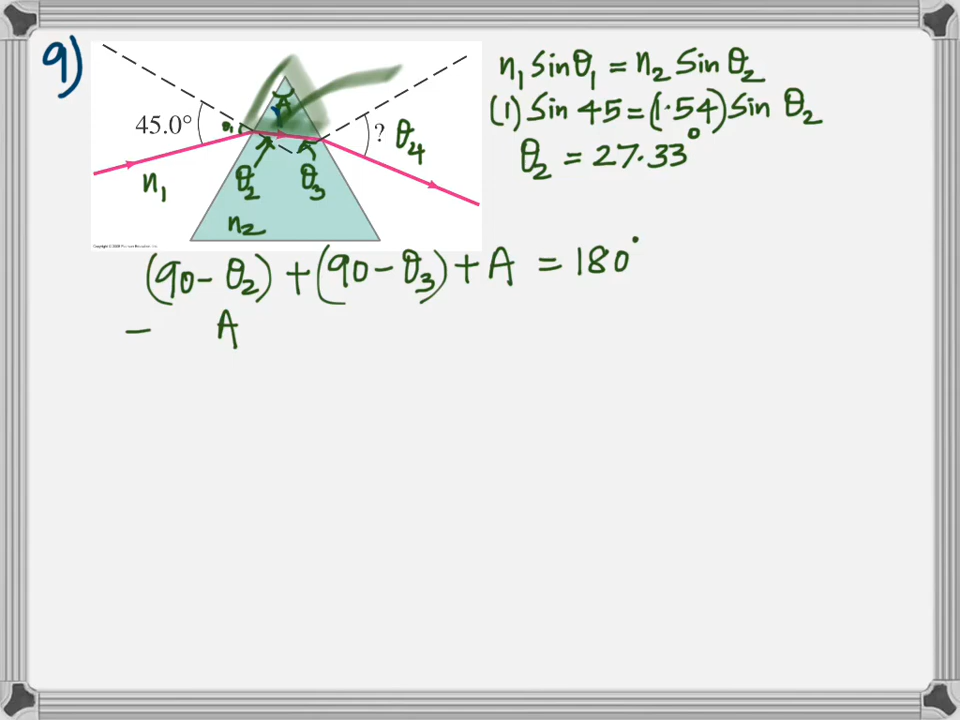 9)
n₁ Sinθ₁ = n₂ Sin θ₂
(1) Sin 45 = (1.54) Sin θ₂
θ₂ = 27.33°
A
45.0° θ₁ ? θ₄
n₁ θ₂ θ₃
n₂
(90 - θ₂) + (90 - θ₃) + A = 180°
- A